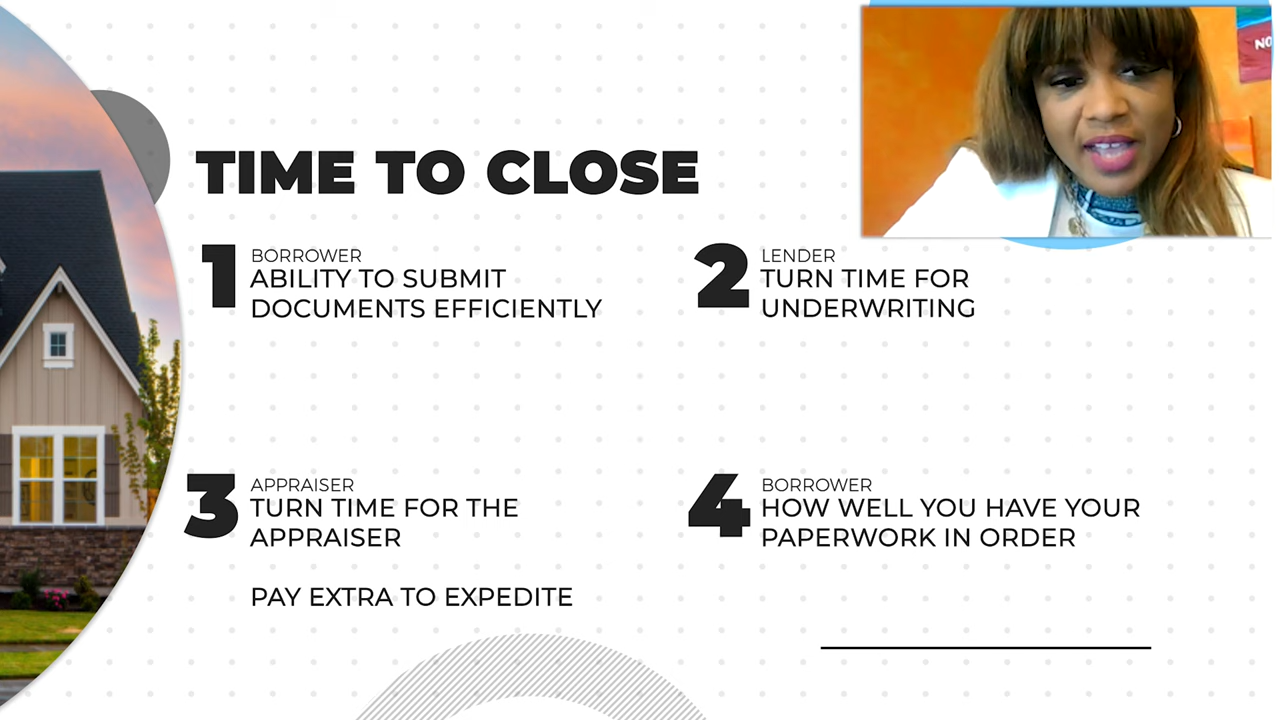 TIME TO CLOSE
1
BORROWER
ABILITY TO SUBMIT
DOCUMENTS EFFICIENTLY
2
LENDER
TURN TIME FOR
UNDERWRITING
3
APPRAISER
TURN TIME FOR THE
APPRAISER
PAY EXTRA TO EXPEDITE
4
BORROWER
HOW WELL YOU HAVE YOUR
PAPERWORK IN ORDER